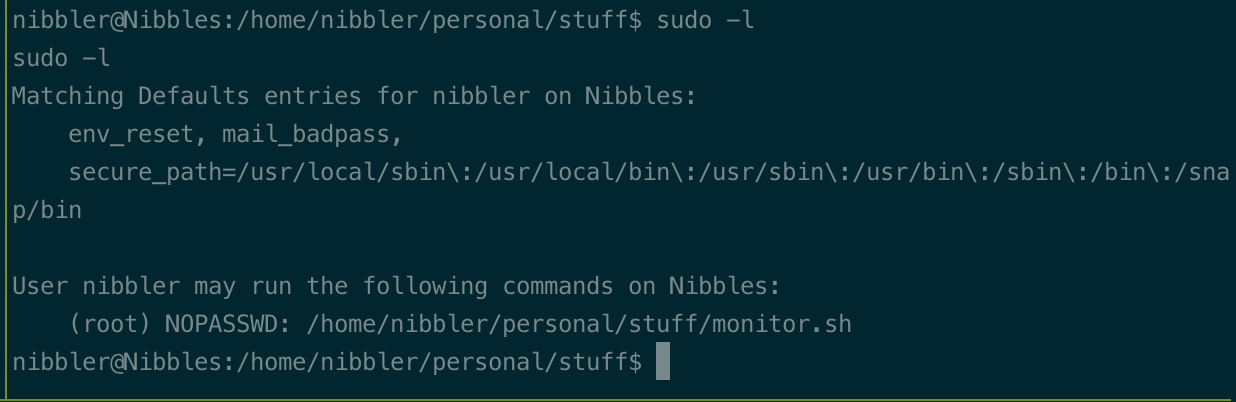 nibbler@Nibbles:/home/nibbler/personal/stuff$ sudo -l
sudo -l
Matching Defaults entries for nibbler on Nibbles:
    env_reset, mail_badpass,
    secure_path=/usr/local/sbin\:/usr/local/bin\:/usr/sbin\:/usr/bin\:/sbin\:/bin\:/sna
p/bin

User nibbler may run the following commands on Nibbles:
    (root) NOPASSWD: /home/nibbler/personal/stuff/monitor.sh
nibbler@Nibbles:/home/nibbler/personal/stuff$